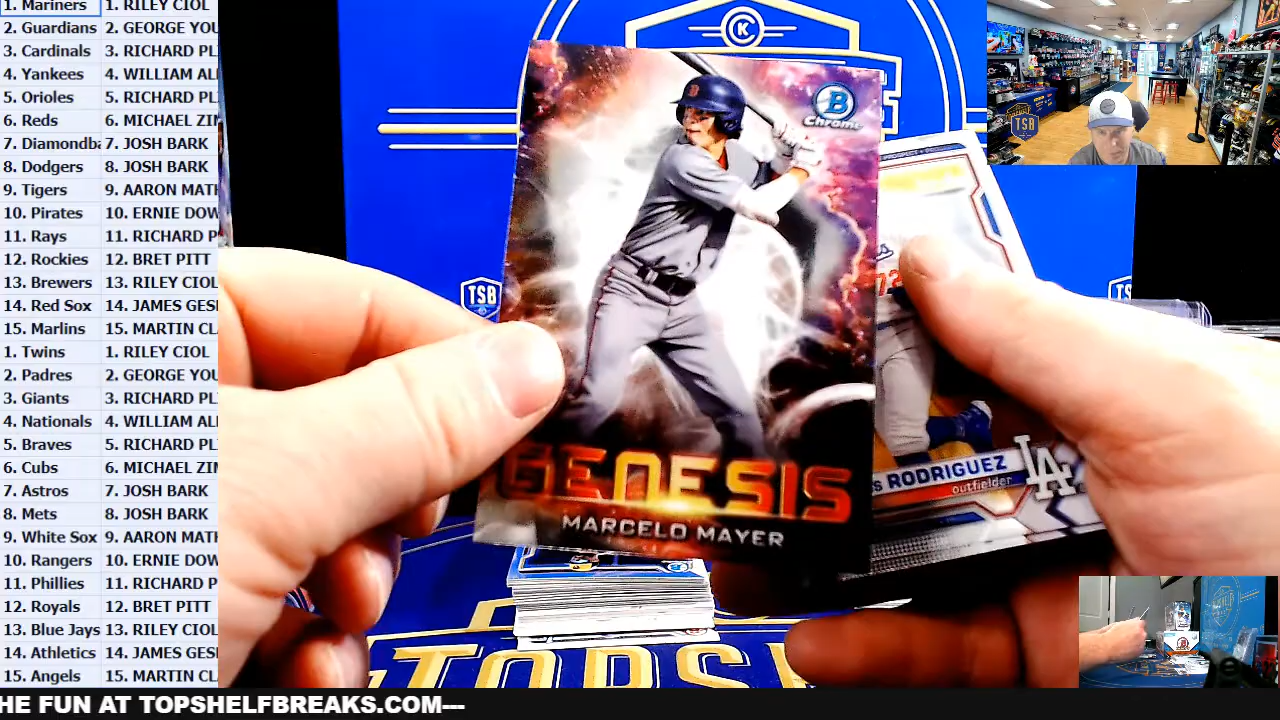 1. Mariners 1. RILEY CIOL
2. Guardians 2. GEORGE YOU
3. Cardinals 3. RICHARD PL
4. Yankees 4. WILLIAM AL
5. Orioles 5. RICHARD PL
6. Reds 6. MICHAEL ZI
7. Diamondba 7. JOSH BARK
8. Dodgers 8. JOSH BARK
9. Tigers 9. AARON MAT
10. Pirates 10. ERNIE DOW
11. Rays 11. RICHARD P
12. Rockies 12. BRET PITT
13. Brewers 13. RILEY CIOL
14. Red Sox 14. JAMES GES
15. Marlins 15. MARTIN CL
1. Twins 1. RILEY CIOL
2. Padres 2. GEORGE YOU
3. Giants 3. RICHARD PL
4. Nationals 4. WILLIAM AL
5. Braves 5. RICHARD PL
6. Cubs 6. MICHAEL ZI
7. Astros 7. JOSH BARK
8. Mets 8. JOSH BARK
9. White Sox 9. AARON MAT
10. Rangers 10. ERNIE DOW
11. Phillies 11. RICHARD P
12. Royals 12. BRET PITT
13. Blue Jays 13. RILEY CIOL
14. Athletics 14. JAMES GES
15. Angels 15. MARTIN CL
CK
B
Chrome
B
GENESIS
MARCELO MAYER
S RODRIGUEZ
outfielder
LA
TSB
TSB
TOPSH
HE FUN AT TOPSHELFBREAKS.COM---